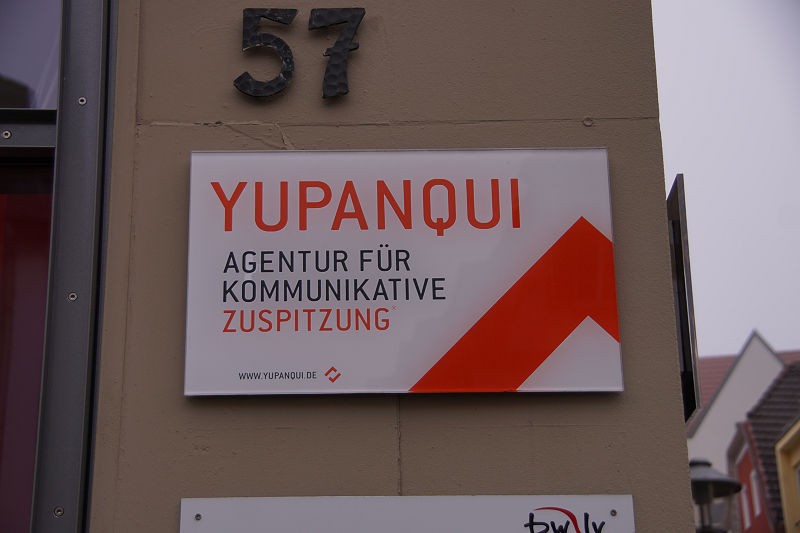 57
YUPANQUI
AGENTUR FÜR
KOMMUNIKATIVE
ZUSPITZUNG*
WWW.YUPANQUI.DE